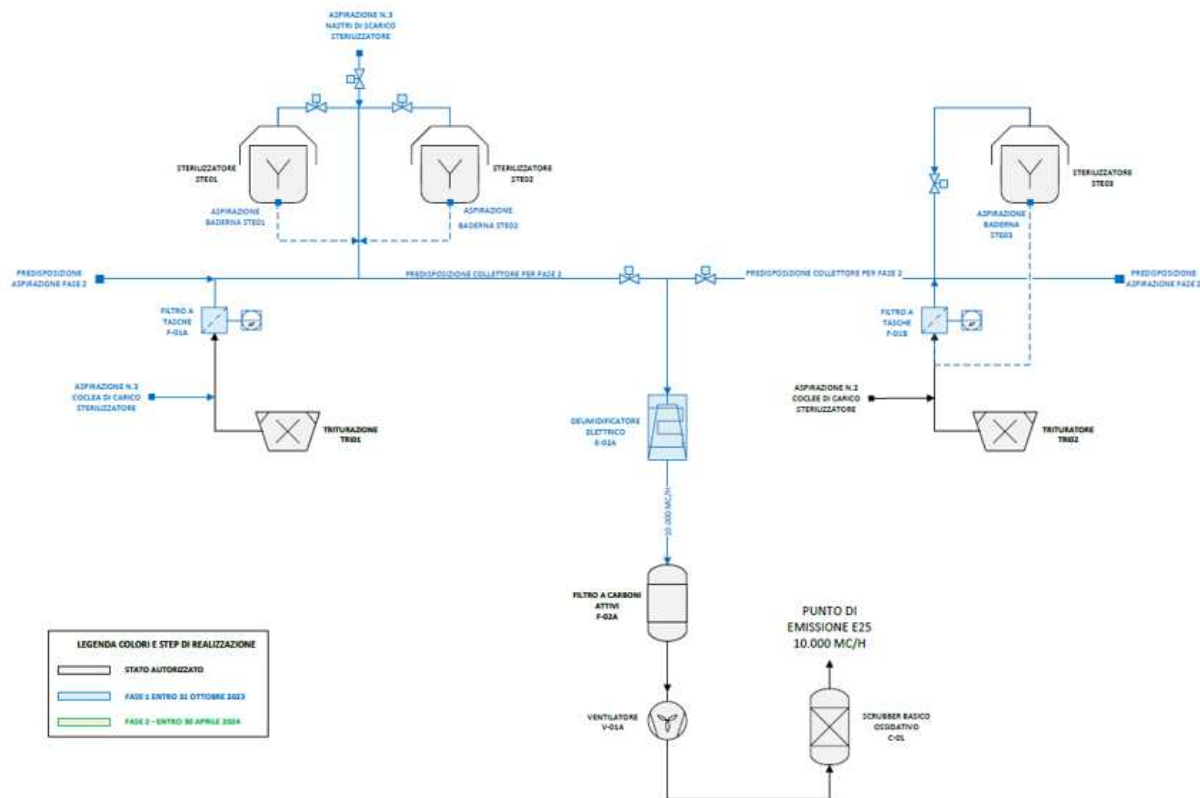 ASPIRAZIONE N.3
NASTRI DI SCARICO
STERILIZZATORE
STERILIZZATORE
STE01
STERILIZZATORE
STE02
STERILIZZATORE
STE03
ASPIRAZIONE
BADERNA STE01
ASPIRAZIONE
BADERNA STE02
ASPIRAZIONE
BADERNA
STE03
PREDISPOSIZIONE
ASPIRAZIONE FASE 2
PREDISPOSIZIONE COLLETTORE PER FASE 2
PREDISPOSIZIONE COLLETTORE PER FASE 2
PREDISPOSIZIONE
ASPIRAZIONE FASE 2
FILTRO A
TASCHE
F-01A
FILTRO A
TASCHE
F-01B
ASPIRAZIONE N.3
COCLEA DI CARICO
STERILIZZATORE
ASPIRAZIONE N.2
COCLEE DI CARICO
STERILIZZATORE
TRITURAZIONE
TRI01
DEUMIDIFICATORE
ELETTRICO
E-02A
TRITURATORE
TRI02
10.000 MC/H
FILTRO A CARBONI
ATTIVI
F-02A
PUNTO DI
EMISSIONE E25
10.000 MC/H
LEGENDA COLORI E STEP DI REALIZZAZIONE
STATO AUTORIZZATO
FASE 1 ENTRO 31 OTTOBRE 2023
FASE 2 - ENTRO 30 APRILE 2024
VENTILATORE
V-01A
SCRUBBER BASICO
OSSIDATIVO
C-01